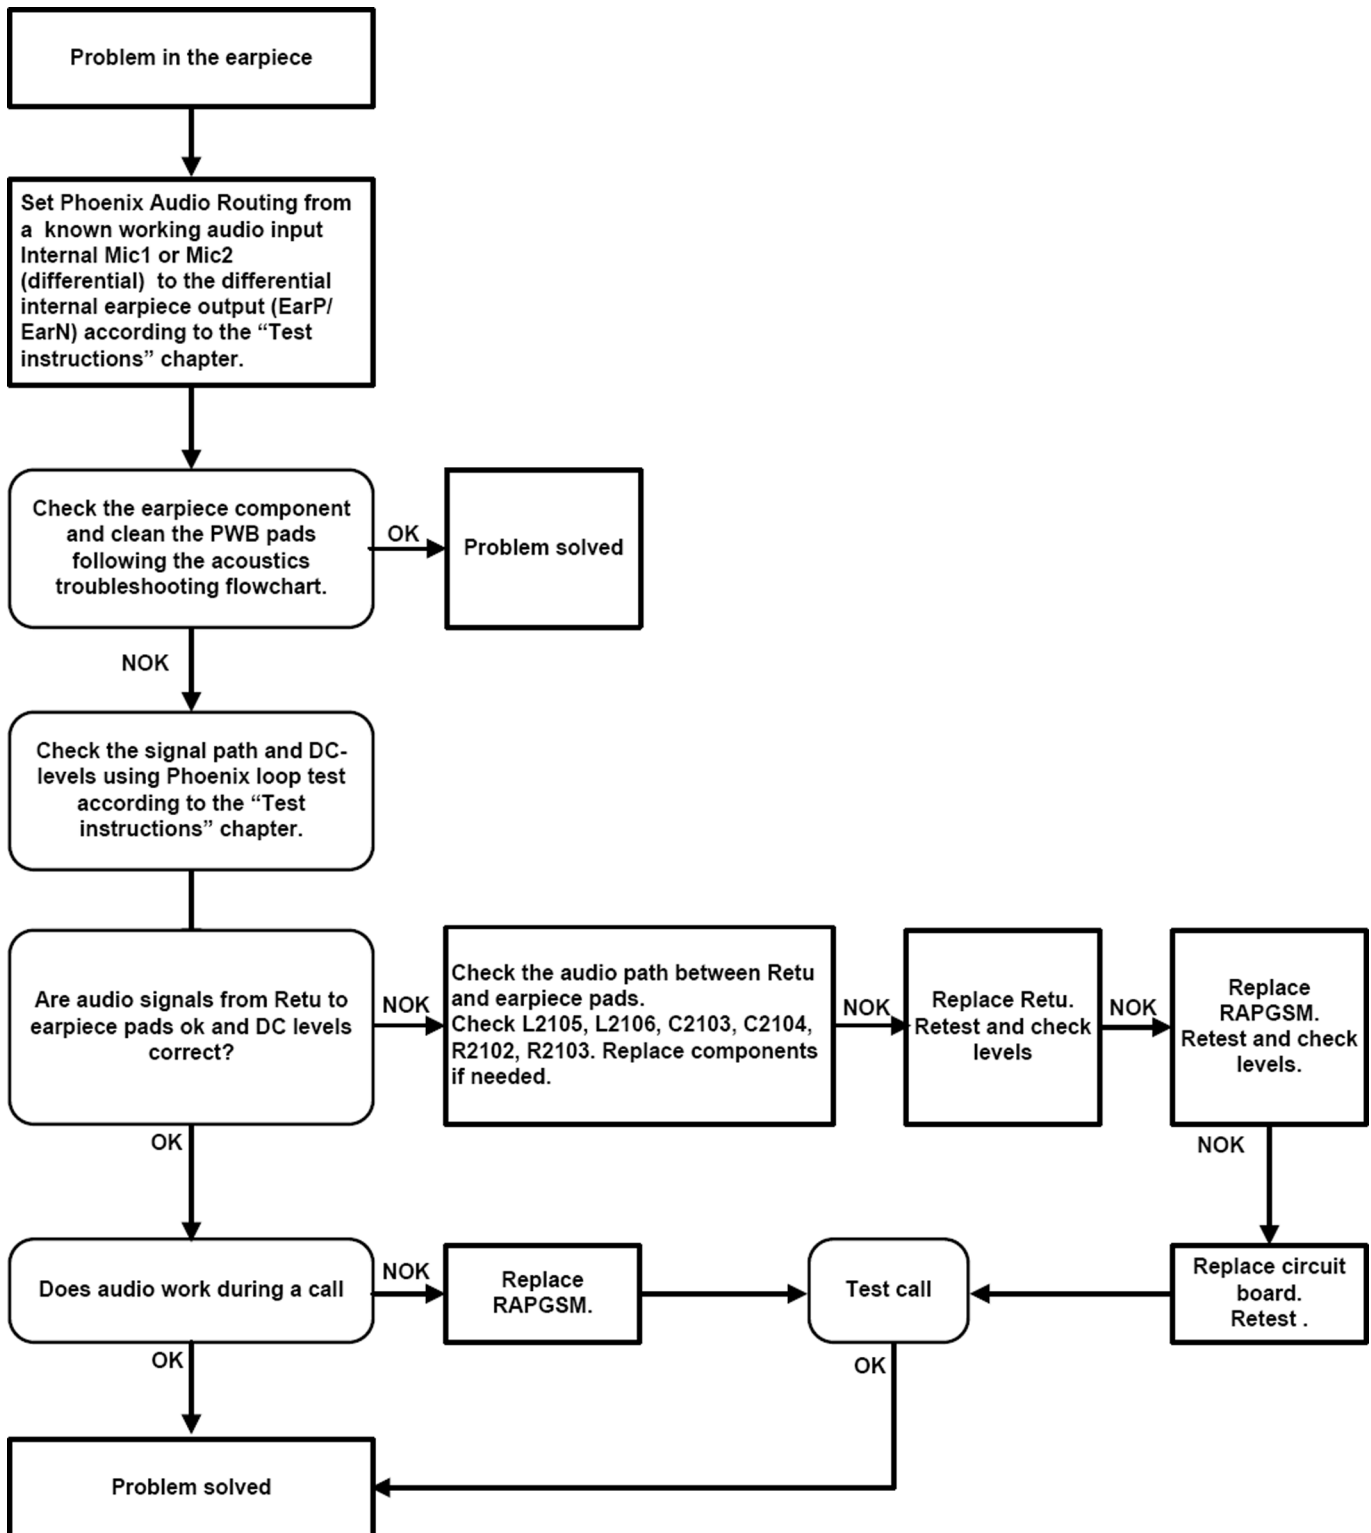 Problem in the earpiece
Set Phoenix Audio Routing from
a known working audio input
Internal Mic1 or Mic2
(differential) to the differential
internal earpiece output (EarP/
EarN) according to the “Test
instructions” chapter.
Check the earpiece component
and clean the PWB pads
following the acoustics
troubleshooting flowchart.
OK
Problem solved
NOK
Check the signal path and DC-
levels using Phoenix loop test
according to the “Test
instructions” chapter.
Are audio signals from Retu to
earpiece pads ok and DC levels
correct?
NOK
Check the audio path between Retu
and earpiece pads.
Check L2105, L2106, C2103, C2104,
R2102, R2103. Replace components
if needed.
NOK
Replace Retu.
Retest and check
levels
NOK
Replace
RAPGSM.
Retest and check
levels.
OK
NOK
Does audio work during a call
NOK
Replace
RAPGSM.
Test call
Replace circuit
board.
Retest .
OK
OK
Problem solved